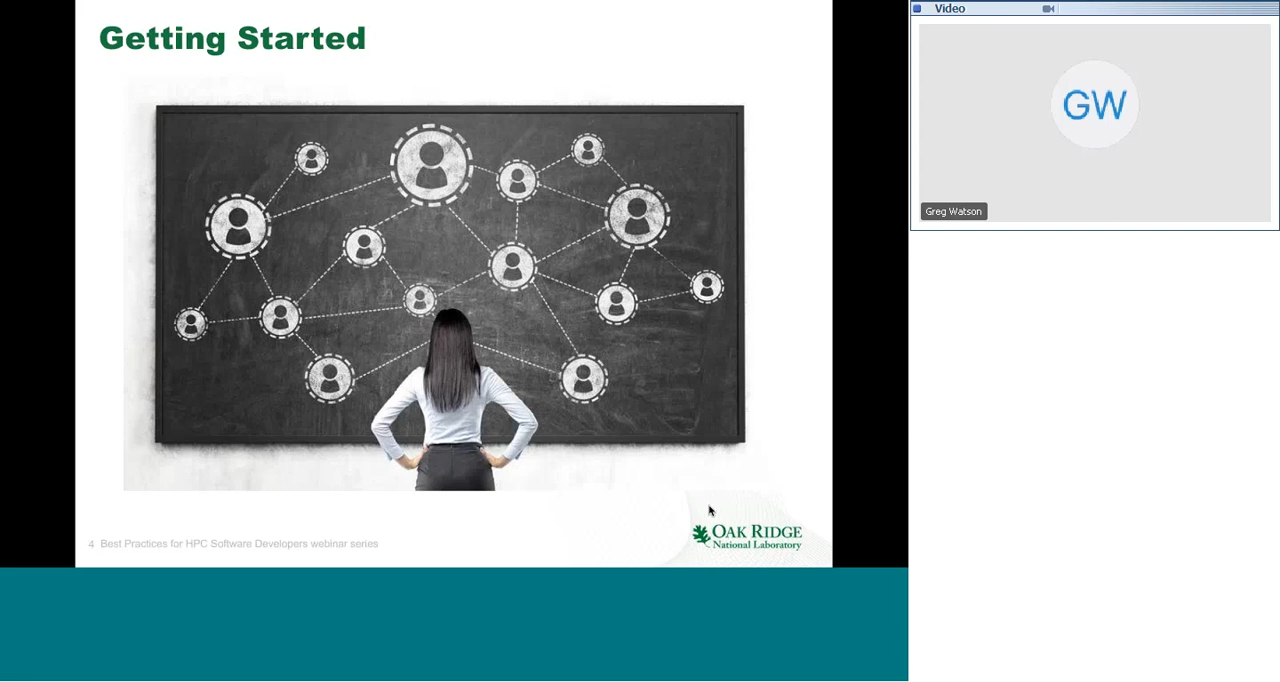 Getting Started
Video
GW
Greg Watson
4 Best Practices for HPC Software Developers webinar series
OAK RIDGE
National Laboratory